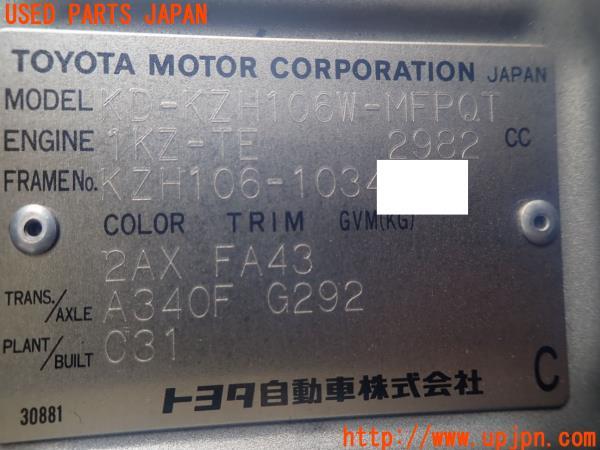 USED PARTS JAPAN
TOYOTA MOTOR CORPORATION JAPAN
MODEL KD-KZH106W-MFPQT
ENGINE 1KZ-TE 2982 CC
FRAME No. KZH106-1034
COLOR TRIM GVM(KG)
2AX FA43
TRANS./AXLE A340F G292
PLANT/BUILT C31
C
トヨタ自動車株式会社
30881
http://www.upjpn.com/